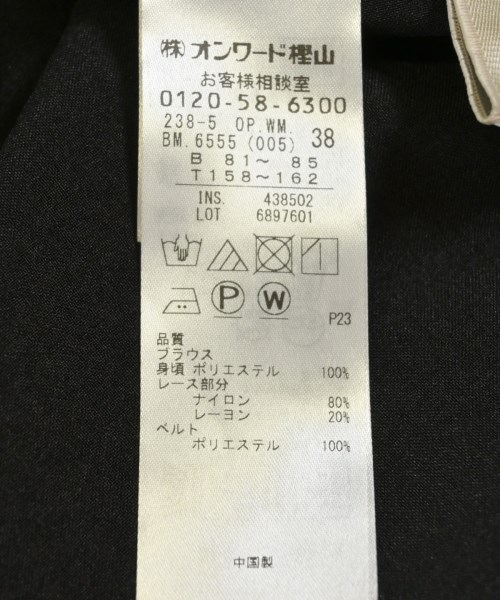 (株)オンワード樫山
お客様相談室
0120-58-6300
238-5 OP.WM.
BM.6555 (005) 38
B 81~ 85
T158~162
INS. 438502
LOT 6897601
P W
P23
品質
ブラウス
身頃 ポリエステル 100%
レース部分
ナイロン 80%
レーヨン 20%
ベルト
ポリエステル 100%
中国製